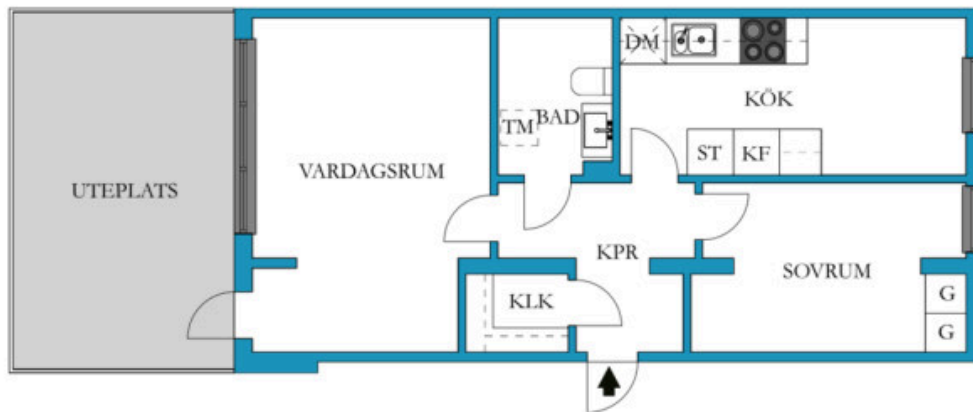 DM
KÖK
BAD
TM
ST KF
VARDAGSRUM
UTEPLATS
KPR
SOVRUM
KLK
G
G